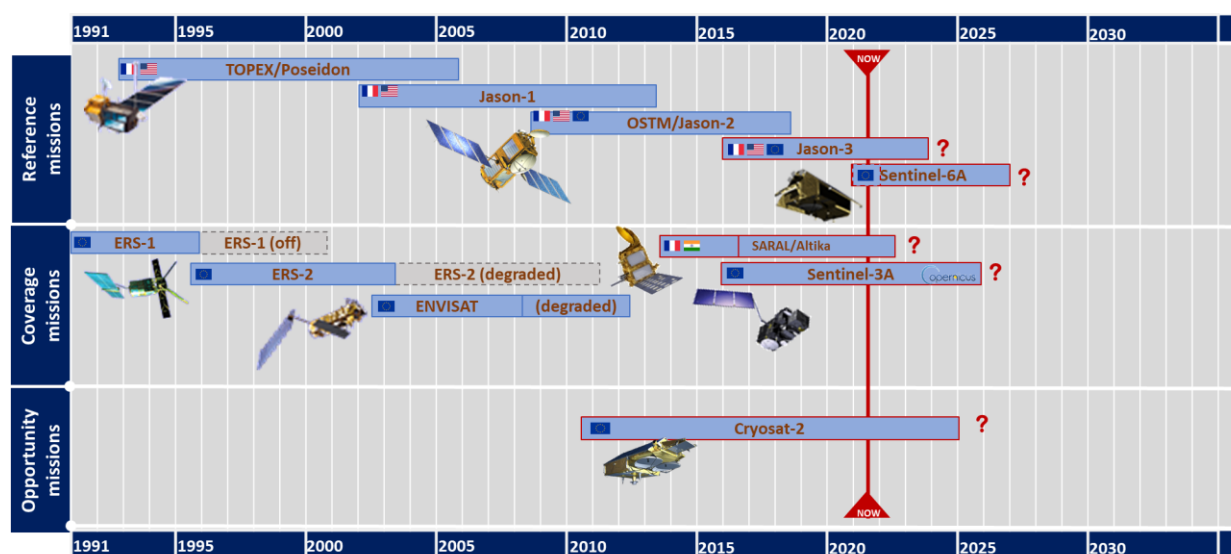 1991 1995 2000 2005 2010 2015 2020 2025 2030
NOW
Reference
missions
TOPEX/Poseidon
Jason-1
OSTM/Jason-2
Jason-3 ?
Sentinel-6A ?
Coverage
missions
ERS-1 ERS-1 (off) SARAL/Altika ?
ERS-2 ERS-2 (degraded) Sentinel-3A opernicus ?
ENVISAT (degraded)
Opportunity
missions
Cryosat-2 ?
NOW
1991 1995 2000 2005 2010 2015 2020 2025 2030